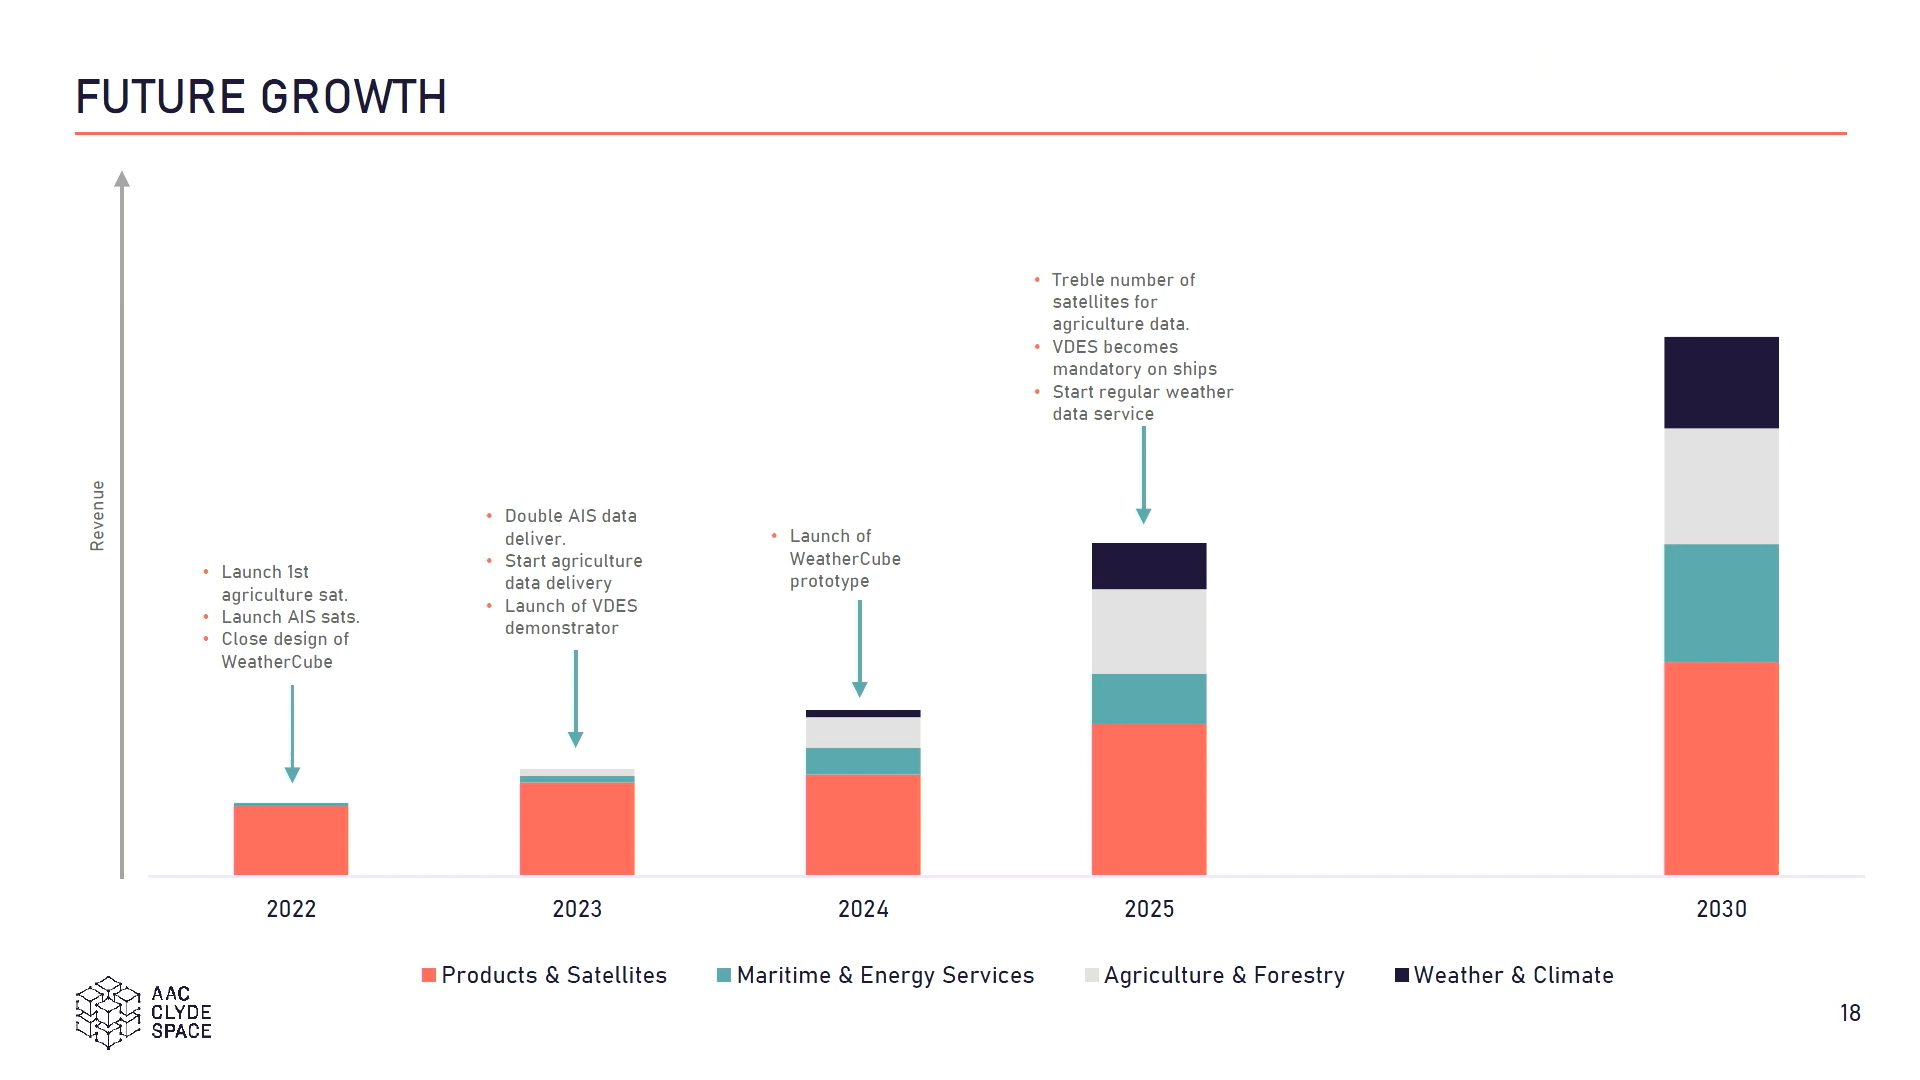 FUTURE GROWTH
Revenue
• Launch 1st
agriculture sat.
• Launch AIS sats.
• Close design of
WeatherCube
• Double AIS data
deliver.
• Start agriculture
data delivery
• Launch of VDES
demonstrator
• Launch of
WeatherCube
prototype
• Treble number of
satellites for
agriculture data.
• VDES becomes
mandatory on ships
• Start regular weather
data service
2022
2023
2024
2025
2030
Products & Satellites
Maritime & Energy Services
Agriculture & Forestry
Weather & Climate
AAC
CLYDE
SPACE
18